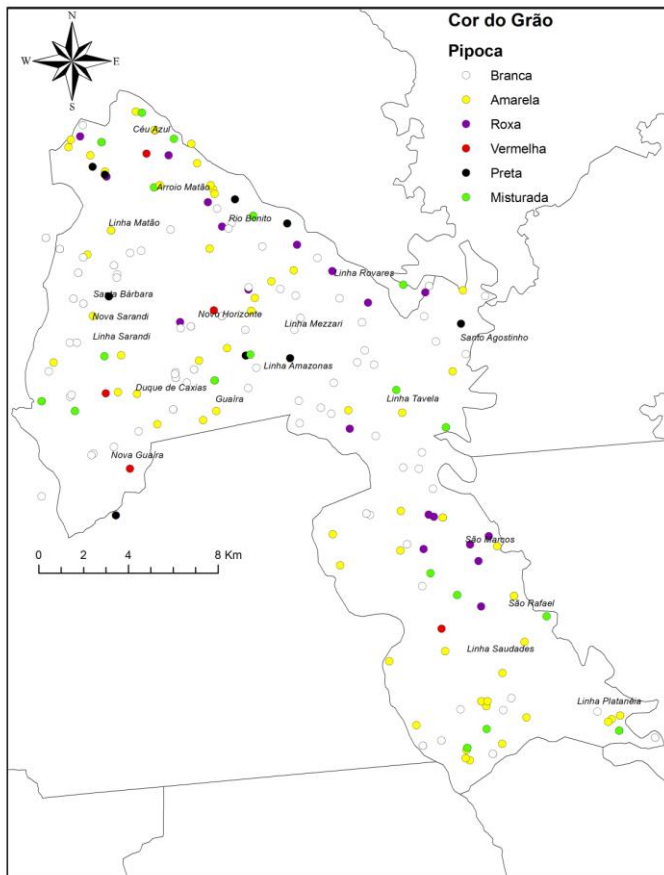 Cor do Grão
Pipoca
Branca
Amarela
Roxa
Vermelha
Preta
Misturada
N
W
E
S
Céu Azul
Arroio Matão
Linha Matão
Rio Benito
Linha Rovares
Santa Bárbara
Nova Sarandi
Novo Horizonte
Linha Mezzari
Santo Agostinho
Linha Sarandi
Linha Amazonas
Duque de Caxias
Guaíra
Linha Tavela
Nova Guaíra
São Marcos
0 2 4 8 Km
São Rafael
Linha Saudades
Linha Platanéia